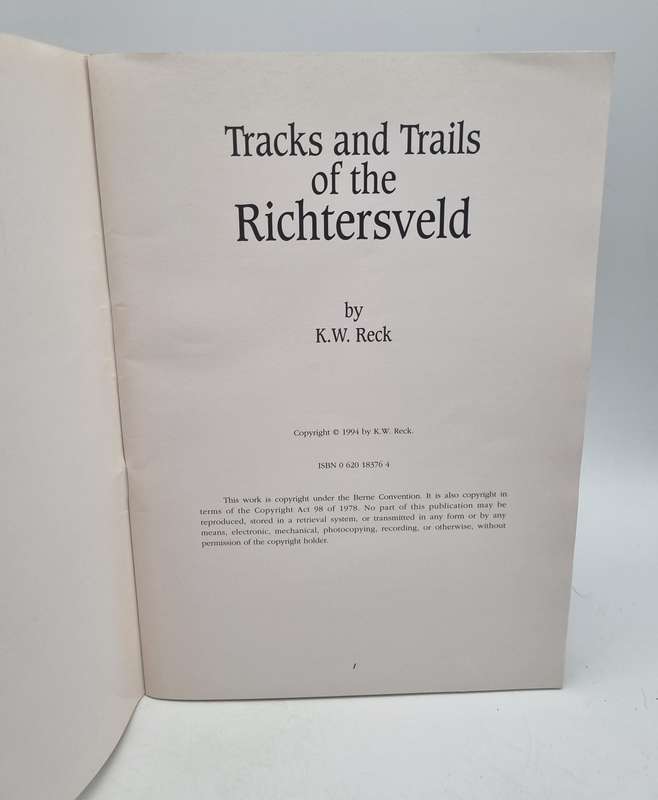 Tracks and Trails
of the
Richtersveld
by
K.W. Reck
Copyright © 1994 by K.W. Reck.
ISBN 0 620 18376 4
This work is copyright under the Berne Convention. It is also copyright in
terms of the Copyright Act 98 of 1978. No part of this publication may be
reproduced, stored in a retrieval system, or transmitted in any form or by any
means, electronic, mechanical, photocopying, recording, or otherwise, without
permission of the copyright holder.
1